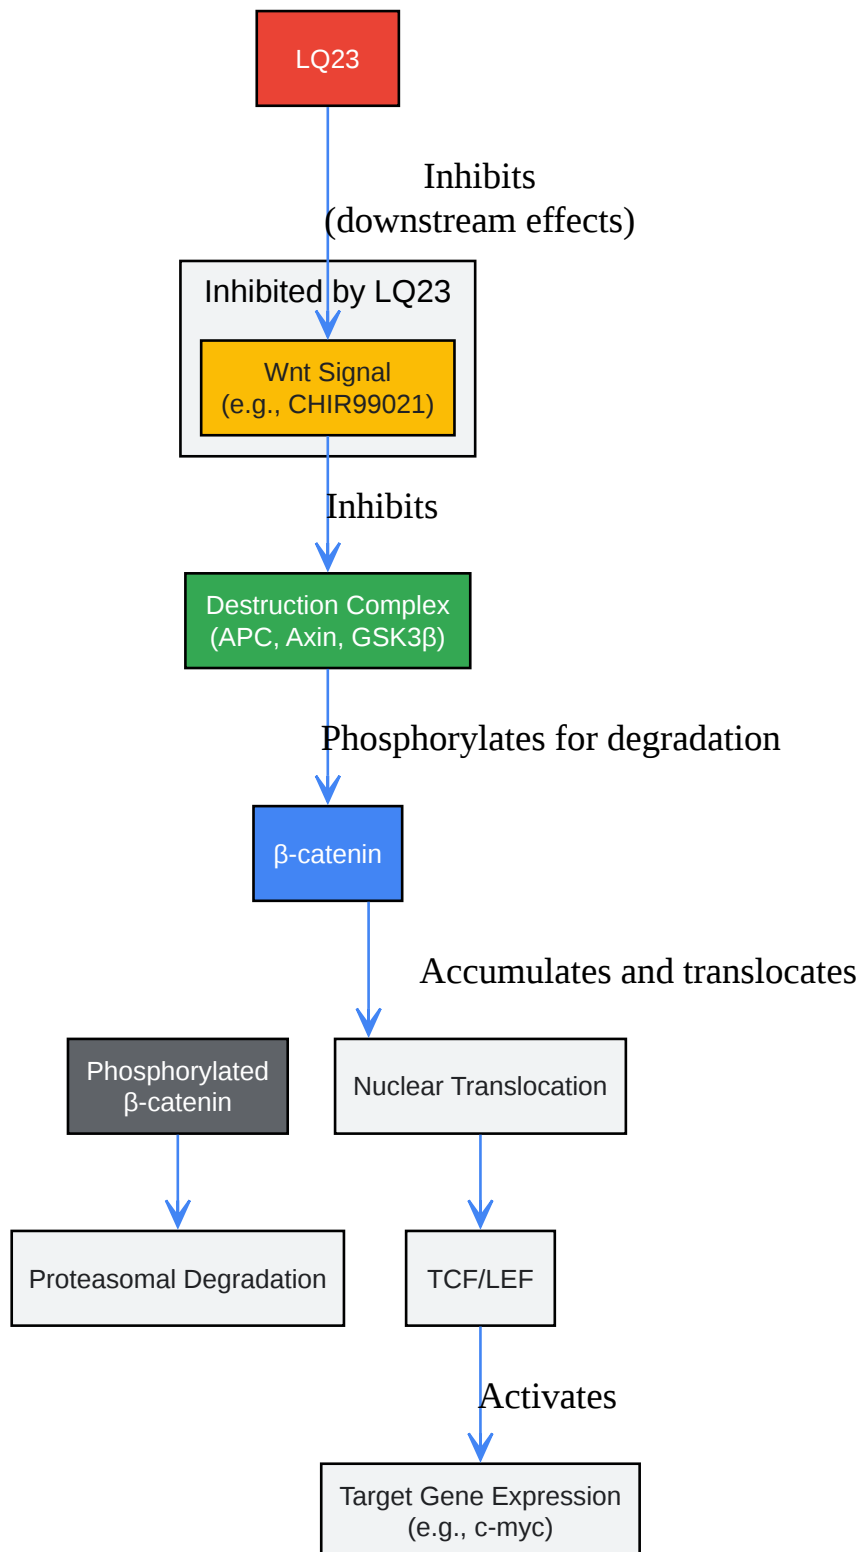 LQ23
Inhibits
(downstream effects)
Inhibited by LQ23
Wnt Signal
(e.g., CHIR99021)
Inhibits
Destruction Complex
(APC, Axin, GSK3β)
Phosphorylates for degradation
β-catenin
Accumulates and translocates
Phosphorylated
β-catenin
Nuclear Translocation
Proteasomal Degradation
TCF/LEF
Activates
Target Gene Expression
(e.g., c-myc)